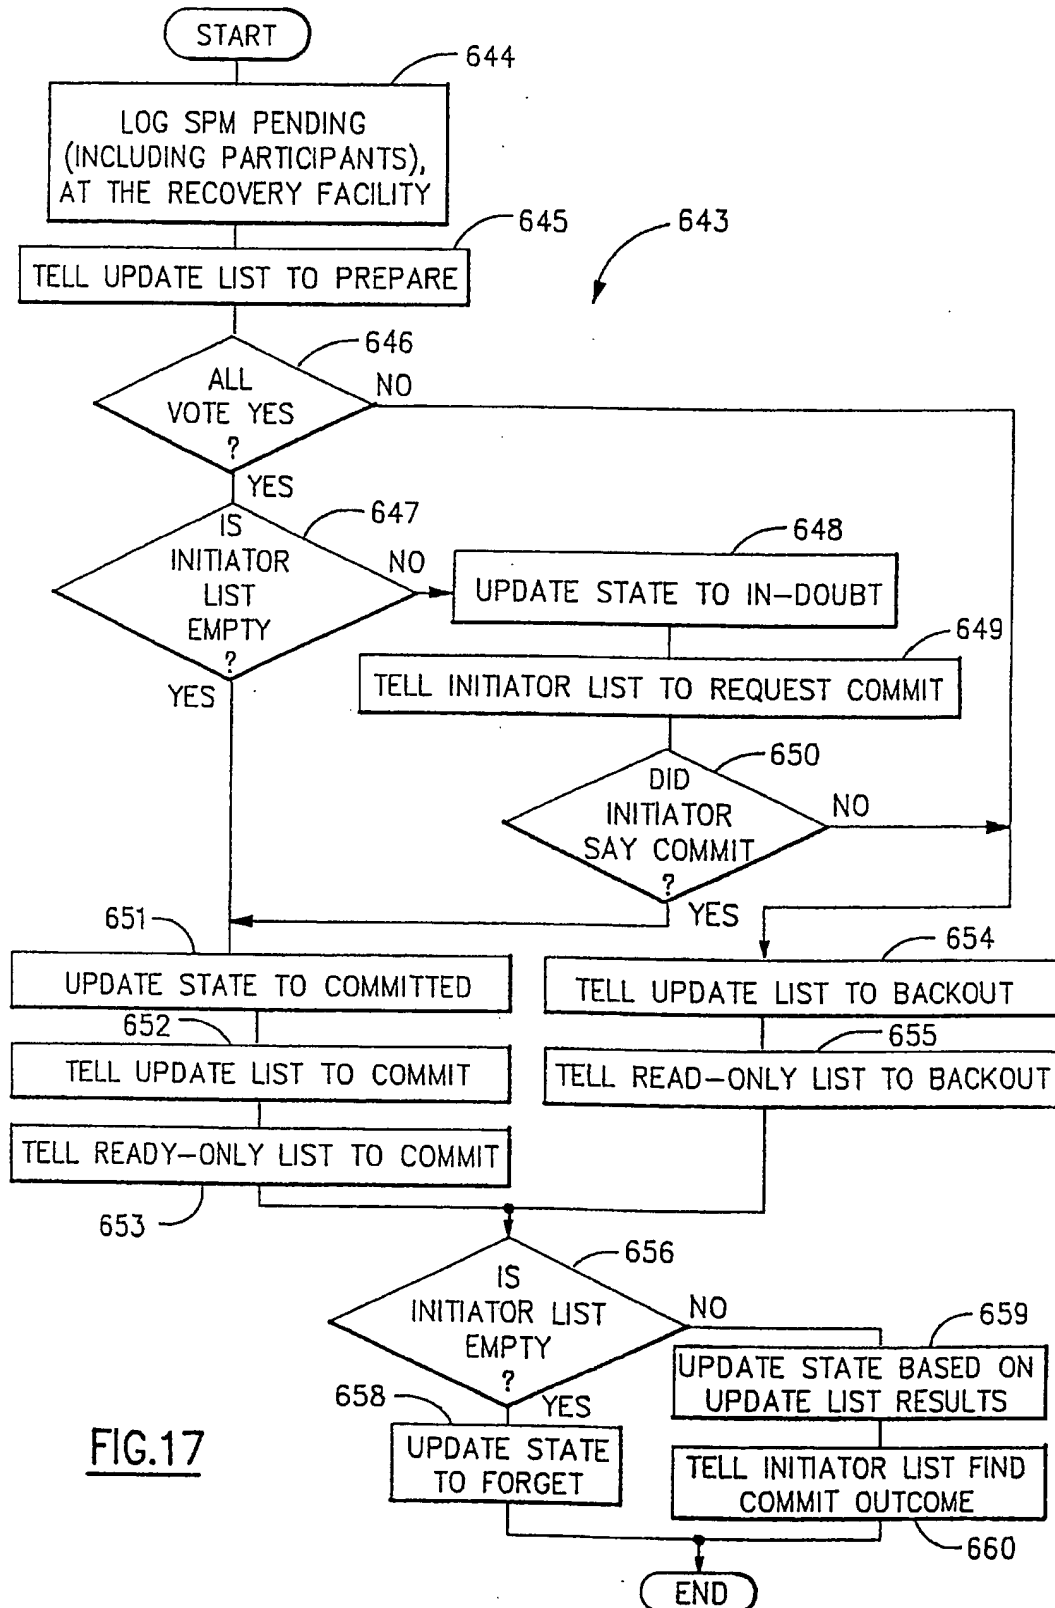 START
644
LOG SPM PENDING
(INCLUDING PARTICIPANTS),
AT THE RECOVERY FACILITY
645
643
TELL UPDATE LIST TO PREPARE
646
ALL
VOTE YES
?
NO
YES
647
IS
INITIATOR
LIST
EMPTY
?
NO
YES
648
UPDATE STATE TO IN-DOUBT
649
TELL INITIATOR LIST TO REQUEST COMMIT
650
DID
INITIATOR
SAY COMMIT
?
NO
YES
651
UPDATE STATE TO COMMITTED
652
TELL UPDATE LIST TO COMMIT
TELL READY-ONLY LIST TO COMMIT
653
654
TELL UPDATE LIST TO BACKOUT
655
TELL READ-ONLY LIST TO BACKOUT
656
IS
INITIATOR LIST
EMPTY
?
NO
YES
658
UPDATE STATE
TO FORGET
659
UPDATE STATE BASED ON
UPDATE LIST RESULTS
TELL INITIATOR LIST FIND
COMMIT OUTCOME
660
END
FIG.17